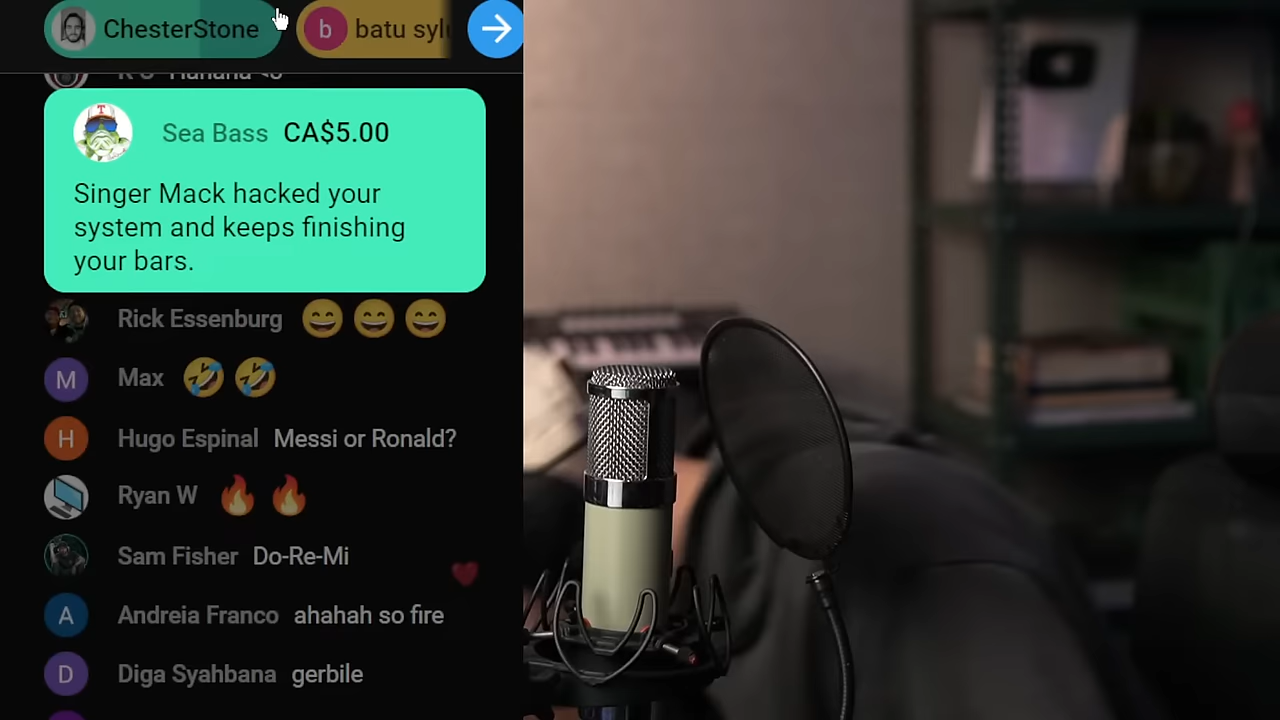 ChesterStone
b batu
Sea Bass CA$5.00
Singer Mack hacked your
system and keeps finishing
your bars.
Rick Essenburg
M Max
H Hugo Espinal Messi or Ronald?
Ryan W
Sam Fisher Do-Re-Mi
A Andreia Franco ahahah so fire
D Diga Syahbana gerbile